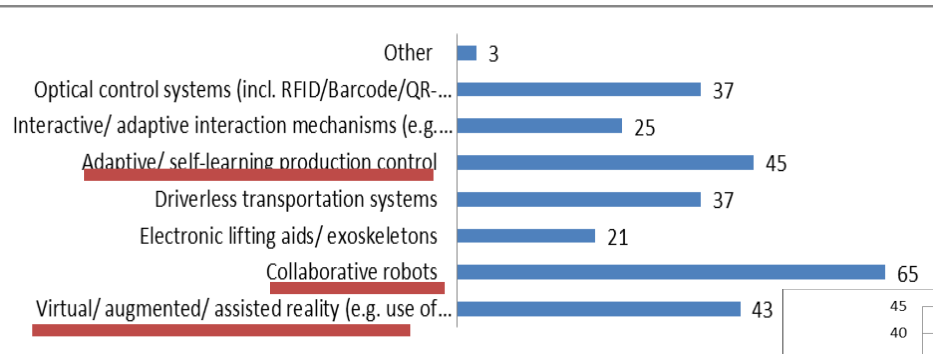 Other 3
Optical control systems (incl. RFID/Barcode/QR-... 37
Interactive/ adaptive interaction mechanisms (e.g.... 25
Adaptive/ self-learning production control 45
Driverless transportation systems 37
Electronic lifting aids/ exoskeletons 21
Collaborative robots 65
Virtual/ augmented/ assisted reality (e.g. use of... 43
45
40